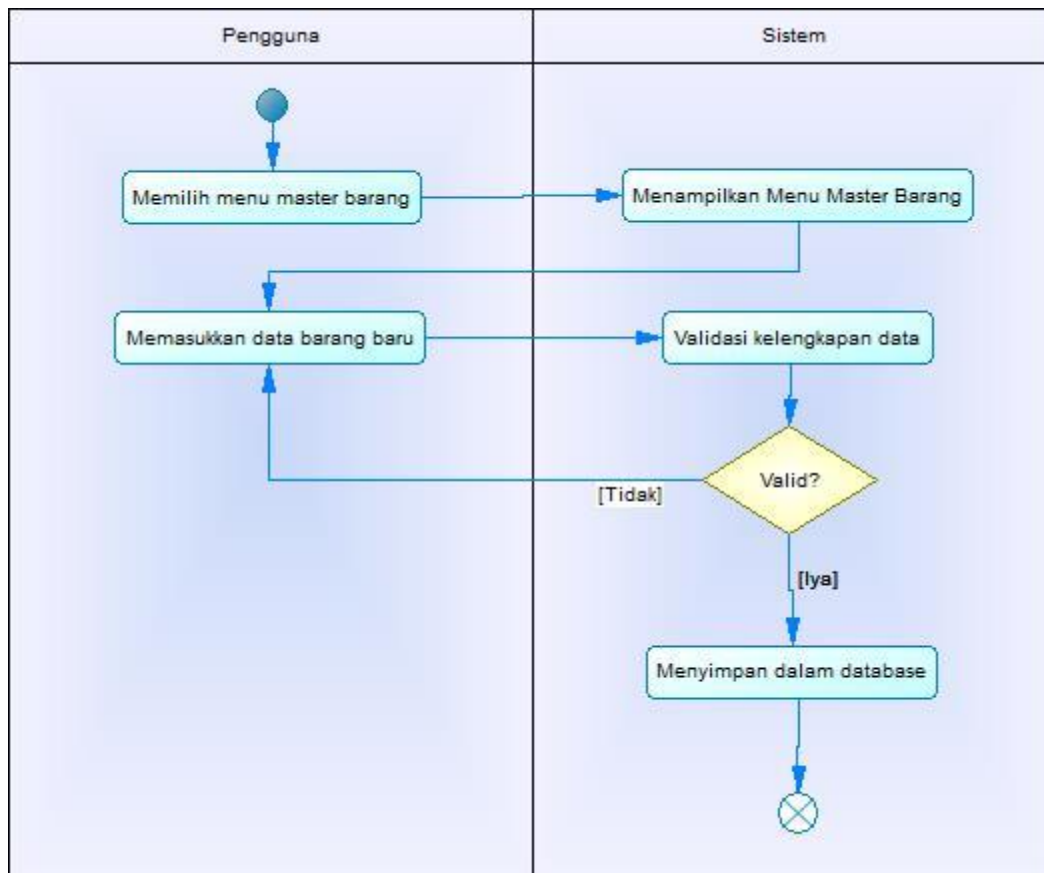 Pengguna
Sistem
Memilih menu master barang
Menampilkan Menu Master Barang
Memasukkan data barang baru
Validasi kelengkapan data
Valid?
[Tidak]
[Iya]
Menyimpan dalam database